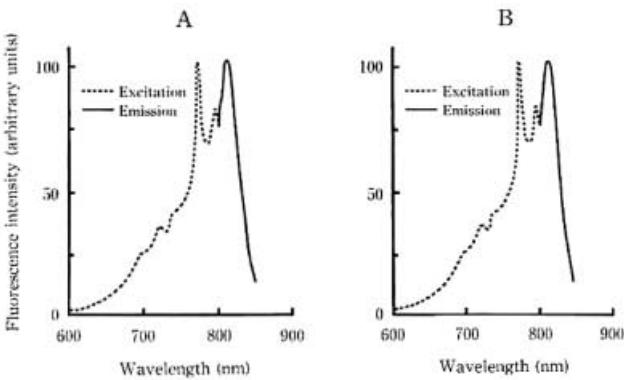 A
Fluorescence intensity (arbitrary units)
100
50
0
Excitation
Emission
600
700
800
900
Wavelength (nm)
B
100
50
0
Excitation
Emission
600
700
800
900
Wavelength (nm)